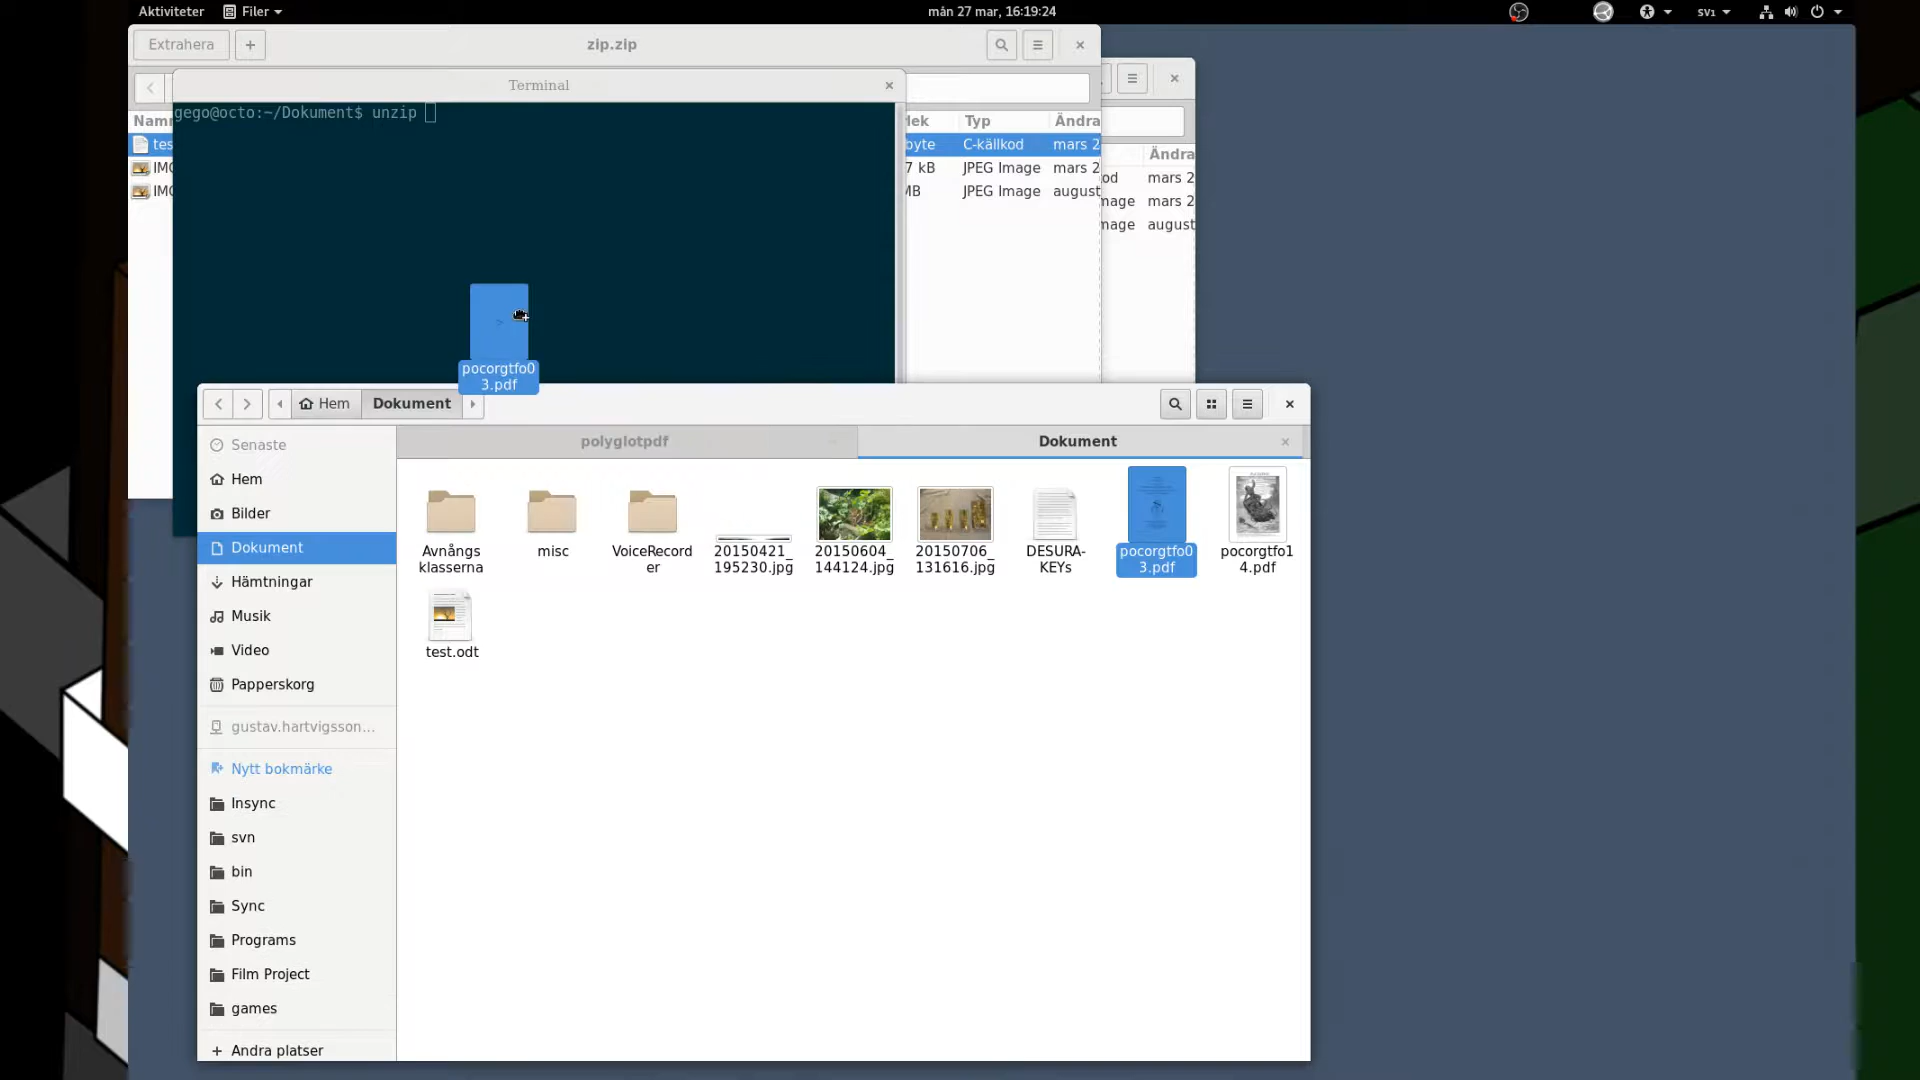 Aktiviteter
Filer
mån 27 mar, 16:19:24
sv1
Extrahera
+
zip.zip
Terminal
gego@octo:~/Dokument$ unzip
Typ
C-källkod
mars 2
JPEG Image
mars 2
JPEG Image
august
mars 2
mars 2
august
pocorgtfo0
3.pdf
Hem
Dokument
polyglotpdf
Dokument
Senaste
Hem
Bilder
Dokument
Hämtningar
Musik
Video
Papperskorg
gustav.hartvigsson...
Nytt bokmärke
Insync
svn
bin
Sync
Programs
Film Project
games
+ Andra platser
Avnångs
klasserna
misc
VoiceRecord
er
20150421_
195230.jpg
20150604_
144124.jpg
20150706_
131616.jpg
DESURA-
KEYs
pocorgtfo0
3.pdf
pocorgtfo1
4.pdf
test.odt